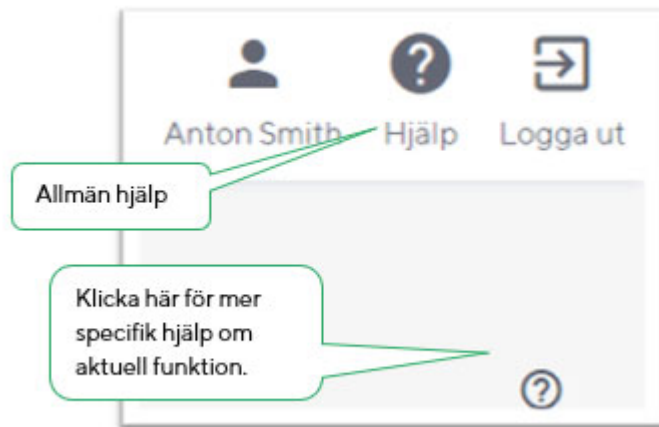 Anton Smith Hjälp Logga ut
Allmän hjälp
Klicka här för mer
specifik hjälp om
aktuell funktion.